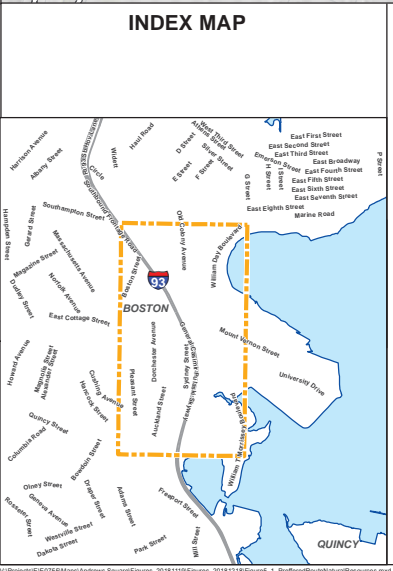 INDEX MAP
East First Street
East Second Street
East Third Street
East Broadway
East Fourth Street
East Fifth Street
East Sixth Street
East Seventh Street
East Eighth Street
Marine Road
Emerson Street
H Street
I Street
P Street
G Street
West Third Street
Athens Street
Silver Street
D Street
E Street
F Street
Haul Road
Widett
Circle
Harrison Avenue
Albany Street
Southampton Street
Hampden Street
Gerard Street
Massachusetts Avenue
Magazine Street
Norfolk Avenue
Dudley Street
East Cottage Street
Boston Street
Old Colony Avenue
William Day Boulevard
93
BOSTON
Mount Vernon Street
University Drive
Howard Avenue
Magnolia Street
Alexander Street
Cushing Avenue
Hancock Street
Pleasant Street
Dorchester Avenue
Auckland Street
Sydney Street
Quincy Street
Columbia Road
Bowdoin Street
Olney Street
Geneva Avenue
Rosseter Street
Westville Street
Dakota Street
Draper Street
Adams Street
Park Street
Freeport Street
Mill Street
QUINCY